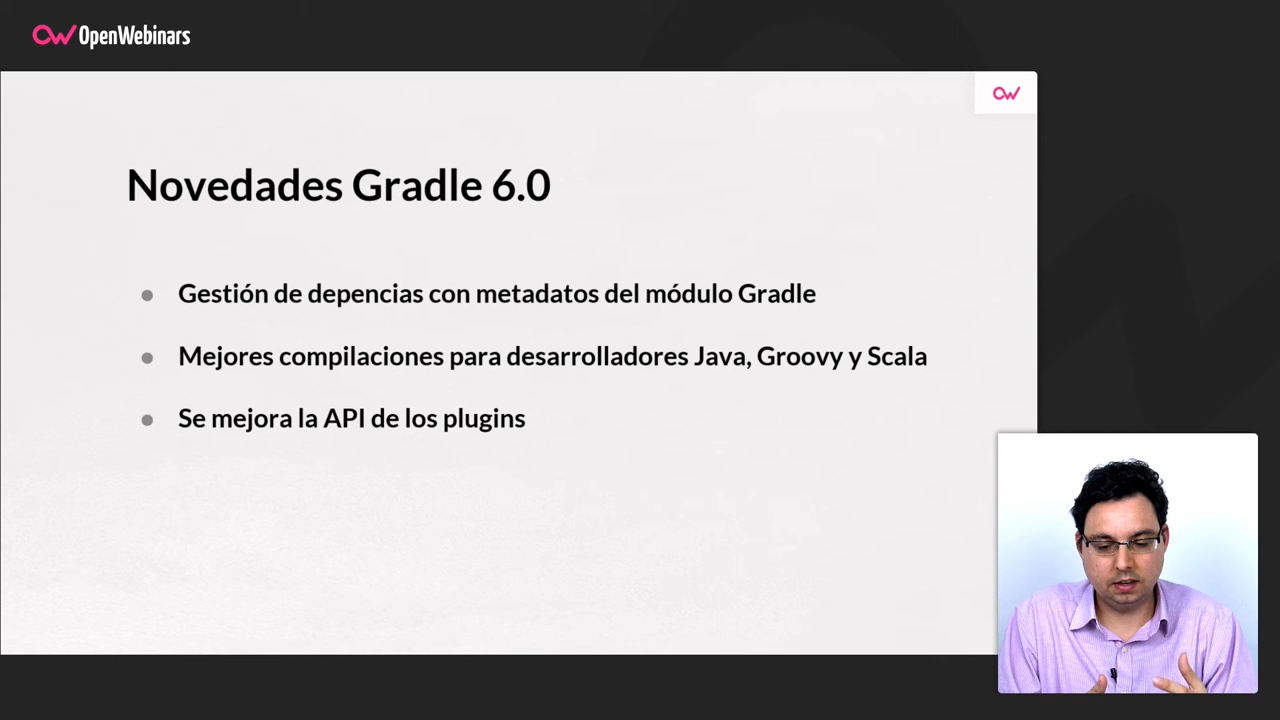 OpenWebinars
Novedades Gradle 6.0
Gestión de depencias con metadatos del módulo Gradle
Mejores compilaciones para desarrolladores Java, Groovy y Scala
Se mejora la API de los plugins